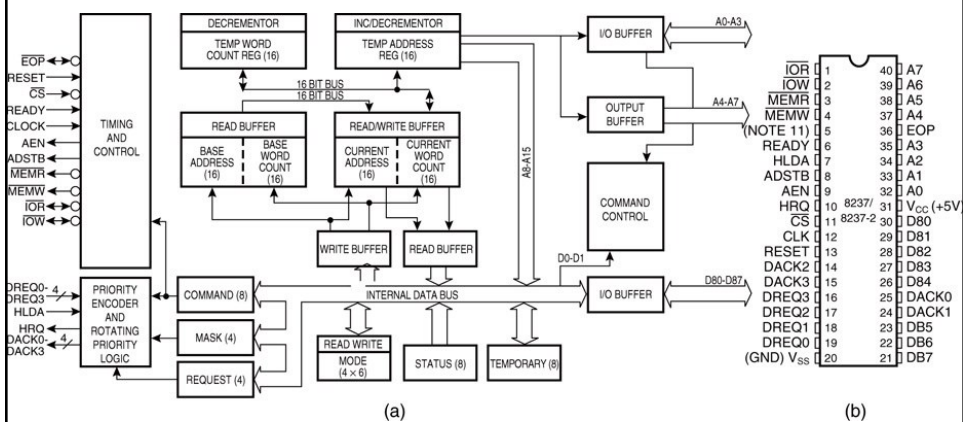 DECREMENTOR
TEMP WORD
COUNT REG (16)
INC/DECREMENTOR
TEMP ADDRESS
REG (16)
I/O BUFFER
A0-A3
16 BIT BUS
16 BIT BUS
OUTPUT
BUFFER
A4-A7
EOP
RESET
CS
READY
CLOCK
AEN
ADSTB
MEMR
MEMW
IOR
IOW
TIMING
AND
CONTROL
READ BUFFER
BASE
ADDRESS
(16)
BASE
WORD
COUNT
(16)
READ/WRITE BUFFER
CURRENT
ADDRESS
(16)
CURRENT
WORD
COUNT
(16)
A8-A15
COMMAND
CONTROL
WRITE BUFFER
READ BUFFER
D0-D1
DREQ0-
DREQ3
4
HLDA
HRQ
DACK0-
DACK3
4
PRIORITY
ENCODER
AND
ROTATING
PRIORITY
LOGIC
COMMAND (8)
MASK (4)
REQUEST (4)
INTERNAL DATA BUS
I/O BUFFER
D80-D87
READ WRITE
MODE
(4 × 6)
STATUS (8)
TEMPORARY (8)
(a)
IOR 1 40 A7
IOW 2 39 A6
MEMR 3 38 A5
MEMW 4 37 A4
(NOTE 11) 5 36 EOP
READY 6 35 A3
HLDA 7 34 A2
ADSTB 8 33 A1
AEN 9 32 A0
HRQ 10 8237/ 31 VCC (+5V)
CS 11 8237-2 30 D80
CLK 12 29 D81
RESET 13 28 D82
DACK2 14 27 D83
DACK3 15 26 D84
DREQ3 16 25 DACK0
DREQ2 17 24 DACK1
DREQ1 18 23 DB5
DREQ0 19 22 DB6
(GND) VSS 20 21 DB7
(b)